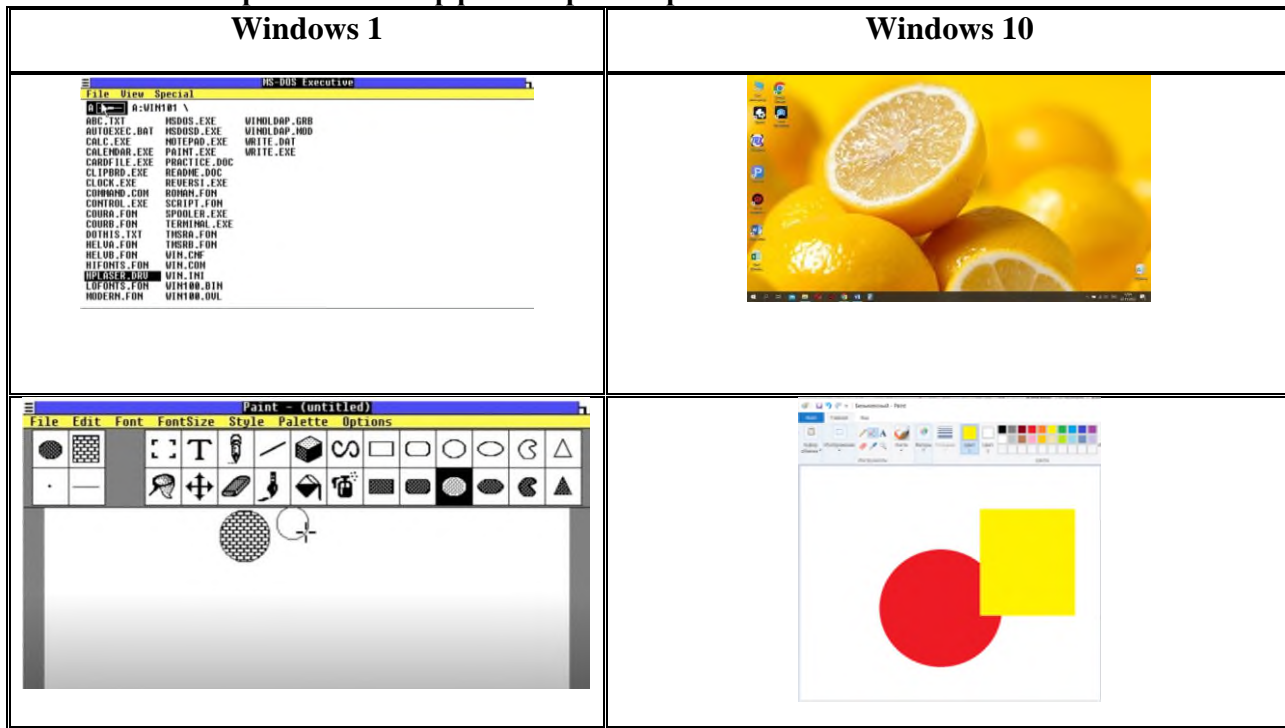 Windows 1
Windows 10
MS-DOS Executive
File View Special
A A:WIN101 \
ABC.TXT MSDOS.EXE WINOLDAP.GRB
AUTOEXEC.BAT MSDOSD.EXE WINOLDAP.MOD
CALC.EXE NOTEPAD.EXE WRITE.DAT
CALENDAR.EXE PAINT.EXE WRITE.EXE
CARDFILE.EXE PRACTICE.DOC
CLIPBRD.EXE README.DOC
CLOCK.EXE REVERSI.EXE
COMMAND.COM ROMAN.FON
CONTROL.EXE SCRIPT.FON
COURA.FON SPOOLER.EXE
COURB.FON TERMINAL.EXE
DOTHIS.TXT TMSRA.FON
HELVA.FON TMSRB.FON
HELVB.FON WIN.CNF
HIFONTS.FON WIN.COM
HPLASER.DRV WIN.INI
LOFONTS.FON WIN100.BIN
MODERN.FON WIN100.OVL
Paint - (untitled)
File Edit Font FontSize Style Palette Options
T
Безымянный - Paint